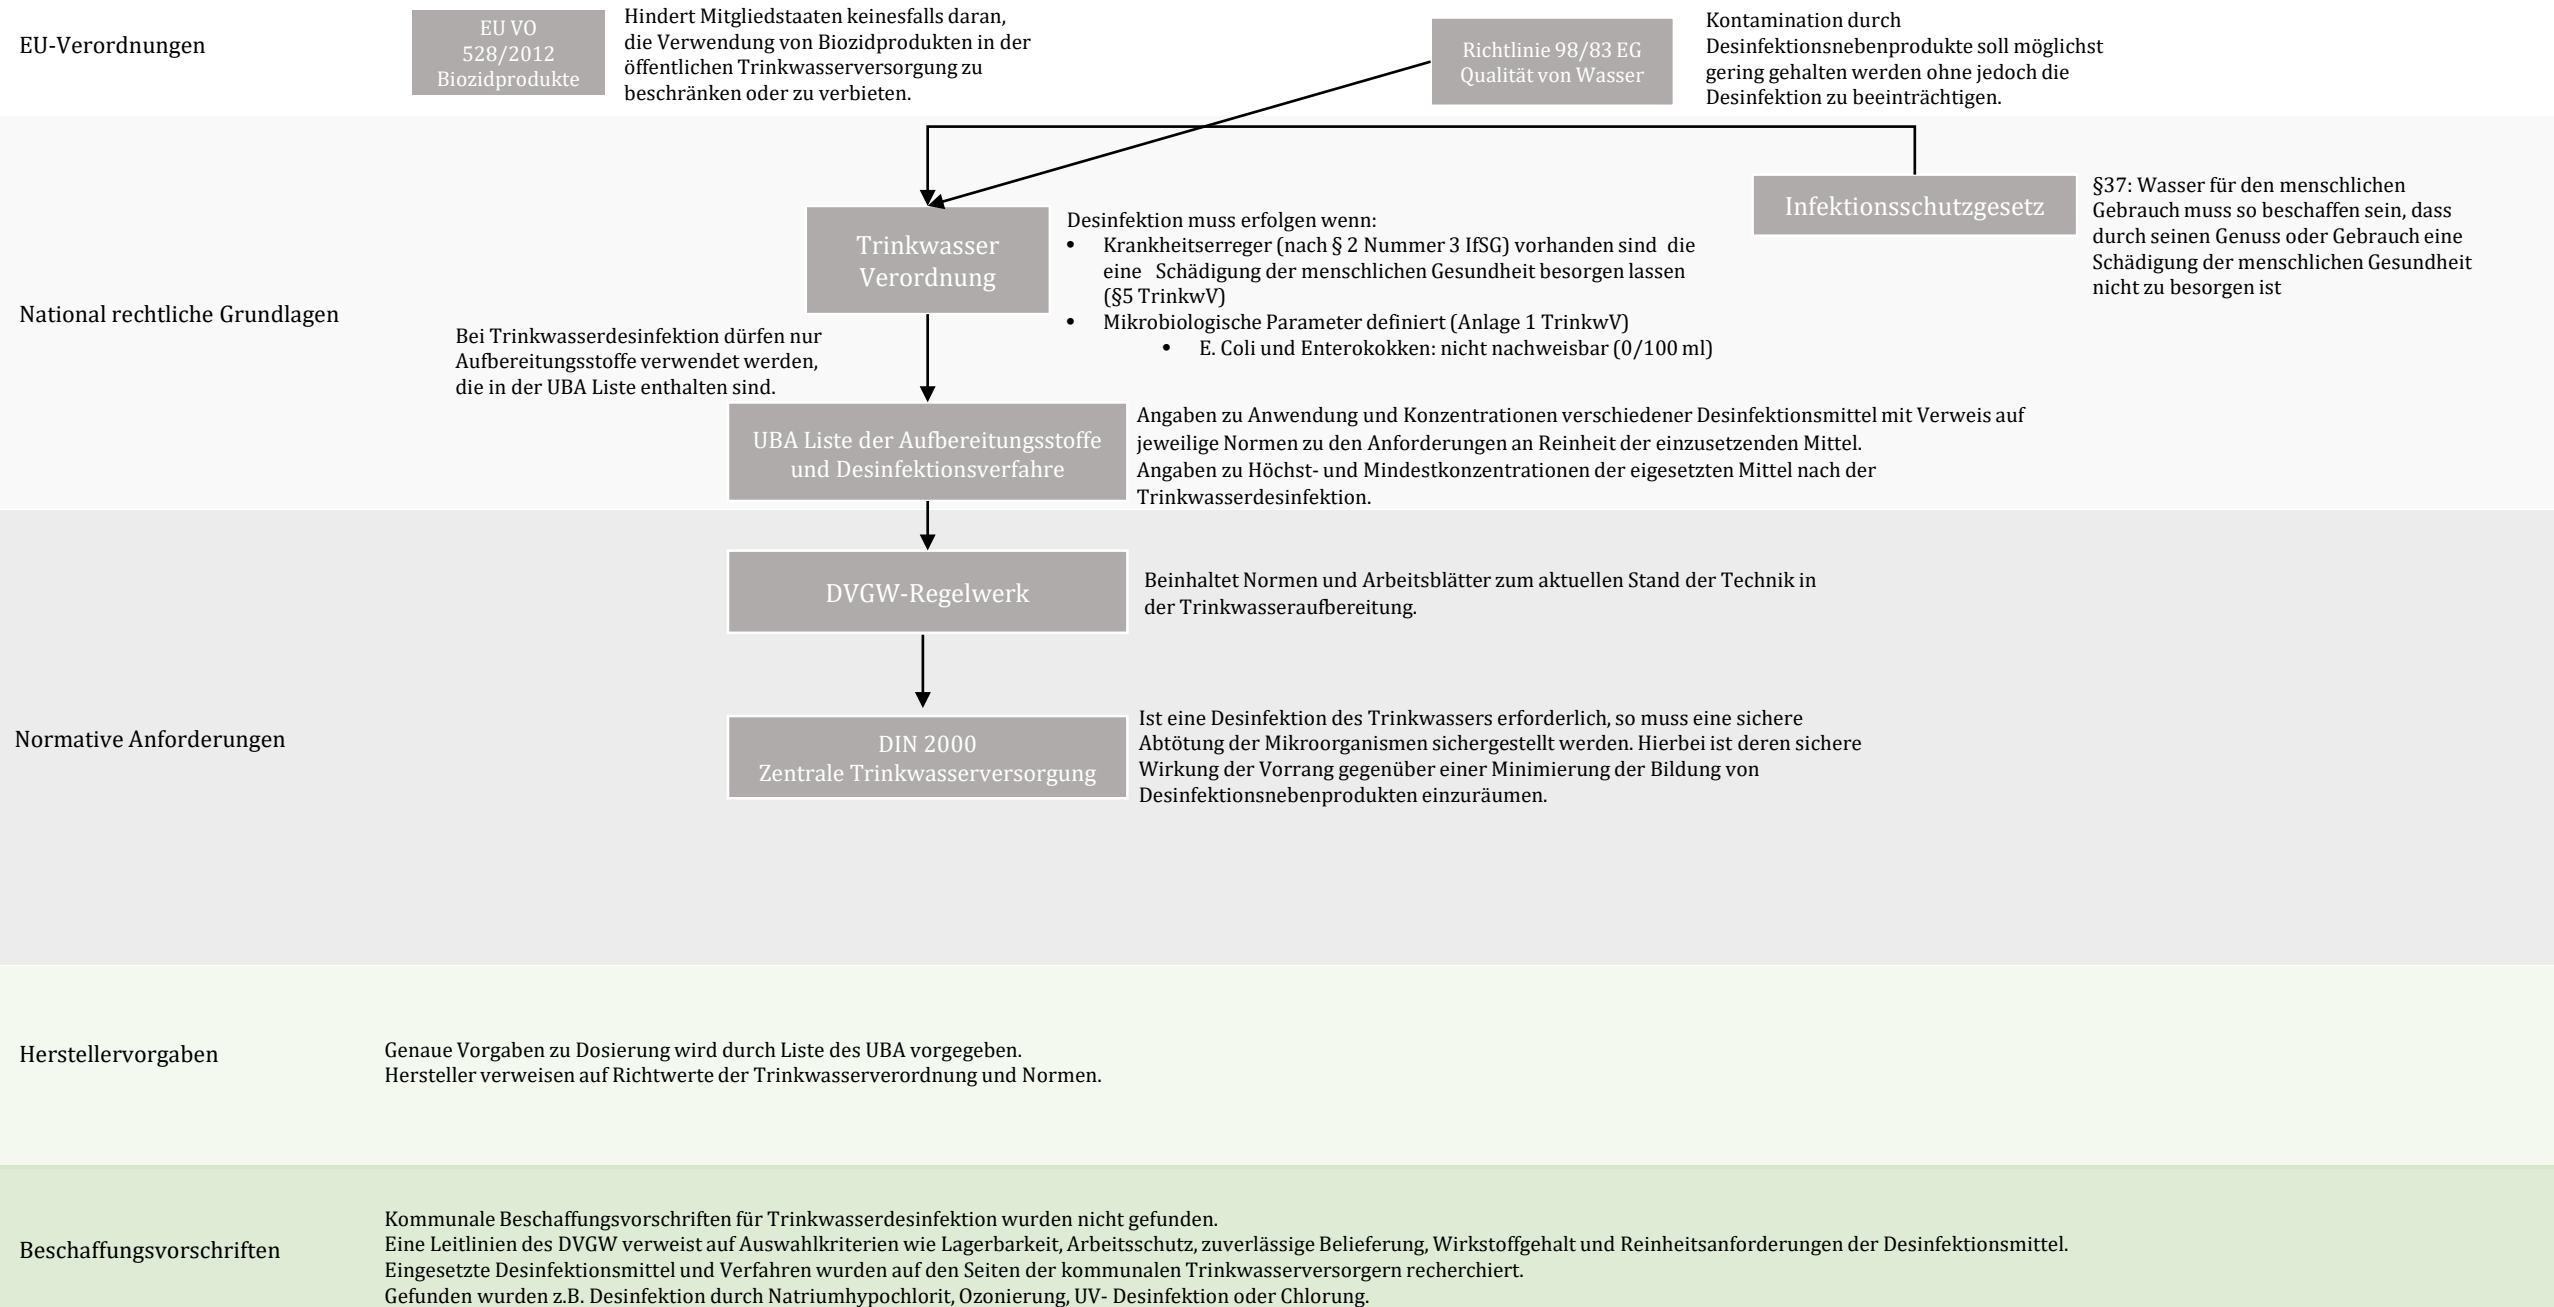 EU-Verordnungen
EU VO
528/2012
Biozidprodukte
Hindert Mitgliedstaaten keinesfalls daran,
die Verwendung von Biozidprodukten in der
öffentlichen Trinkwasserversorgung zu
beschränken oder zu verbieten.
Richtlinie 98/83 EG
Qualität von Wasser
Kontamination durch
Desinfektionsnebenprodukte soll möglichst
gering gehalten werden ohne jedoch die
Desinfektion zu beeinträchtigen.
National rechtliche Grundlagen
Trinkwasser
Verordnung
Desinfektion muss erfolgen wenn:
• Krankheitserreger (nach § 2 Nummer 3 IfSG) vorhanden sind die
eine Schädigung der menschlichen Gesundheit besorgen lassen
(§5 TrinkwV)
• Mikrobiologische Parameter definiert (Anlage 1 TrinkwV)
• E. Coli und Enterokokken: nicht nachweisbar (0/100 ml)
Infektionsschutzgesetz
§37: Wasser für den menschlichen
Gebrauch muss so beschaffen sein, dass
durch seinen Genuss oder Gebrauch eine
Schädigung der menschlichen Gesundheit
nicht zu besorgen ist
Bei Trinkwasserdesinfektion dürfen nur
Aufbereitungsstoffe verwendet werden,
die in der UBA Liste enthalten sind.
UBA Liste der Aufbereitungsstoffe
und Desinfektionsverfahre
Angaben zu Anwendung und Konzentrationen verschiedener Desinfektionsmittel mit Verweis auf
jeweilige Normen zu den Anforderungen an Reinheit der einzusetzenden Mittel.
Angaben zu Höchst- und Mindestkonzentrationen der eigesetzten Mittel nach der
Trinkwasserdesinfektion.
Normative Anforderungen
DVGW-Regelwerk
Beinhaltet Normen und Arbeitsblätter zum aktuellen Stand der Technik in
der Trinkwasseraufbereitung.
DIN 2000
Zentrale Trinkwasserversorgung
Ist eine Desinfektion des Trinkwassers erforderlich, so muss eine sichere
Abtötung der Mikroorganismen sichergestellt werden. Hierbei ist deren sichere
Wirkung der Vorrang gegenüber einer Minimierung der Bildung von
Desinfektionsnebenprodukten einzuräumen.
Herstellervorgaben
Genaue Vorgaben zu Dosierung wird durch Liste des UBA vorgegeben.
Hersteller verweisen auf Richtwerte der Trinkwasserverordnung und Normen.
Beschaffungsvorschriften
Kommunale Beschaffungsvorschriften für Trinkwasserdesinfektion wurden nicht gefunden.
Eine Leitlinien des DVGW verweist auf Auswahlkriterien wie Lagerbarkeit, Arbeitsschutz, zuverlässige Belieferung, Wirkstoffgehalt und Reinheitsanforderungen der Desinfektionsmittel.
Eingesetzte Desinfektionsmittel und Verfahren wurden auf den Seiten der kommunalen Trinkwasserversorgern recherchiert.
Gefunden wurden z.B. Desinfektion durch Natriumhypochlorit, Ozonierung, UV- Desinfektion oder Chlorung.